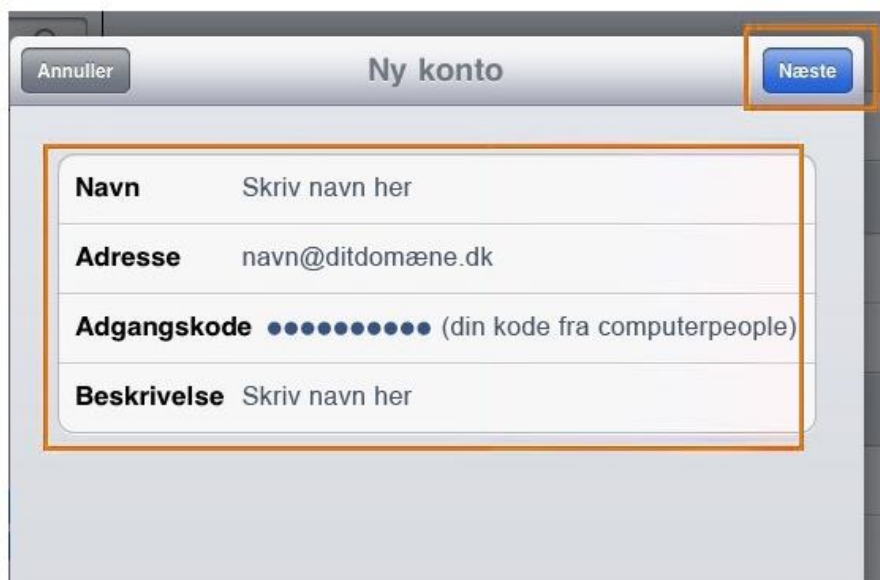 Annuller
Ny konto
Næste
Navn Skriv navn her
Adresse navn@ditdomæne.dk
Adgangskode ●●●●●●●●●● (din kode fra computerpeople)
Beskrivelse Skriv navn her